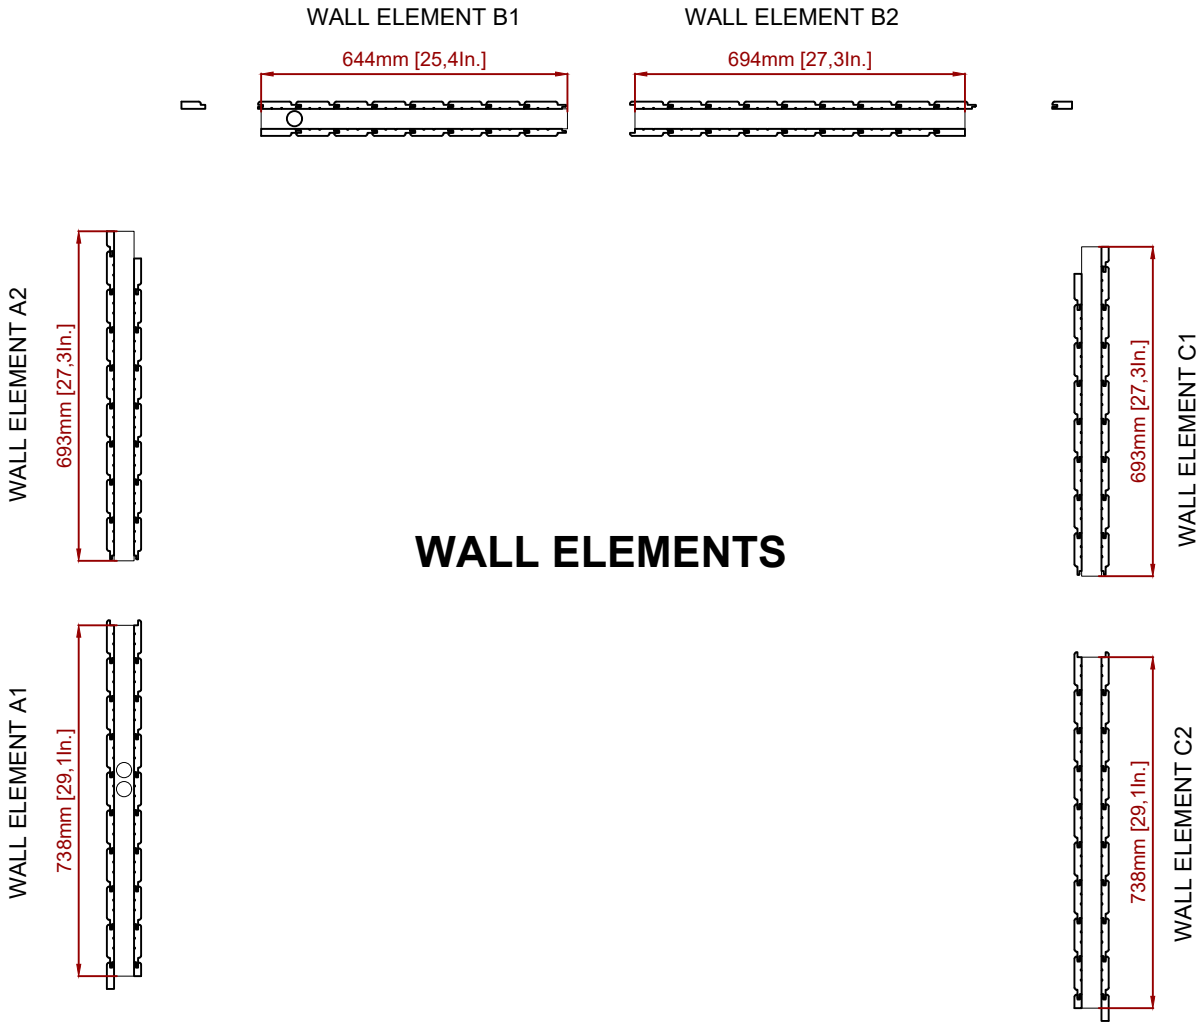 WALL ELEMENT B1
WALL ELEMENT B2
644mm [25,4In.]
694mm [27,3In.]
WALL ELEMENT A2
693mm [27,3In.]
693mm [27,3In.]
WALL ELEMENT C1
WALL ELEMENTS
WALL ELEMENT A1
738mm [29,1In.]
738mm [29,1In.]
WALL ELEMENT C2